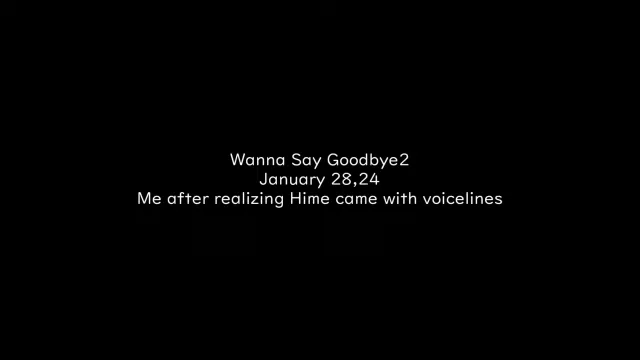 Wanna Say Goodbye2
January 28,24
Me after realizing Hime came with voicelines